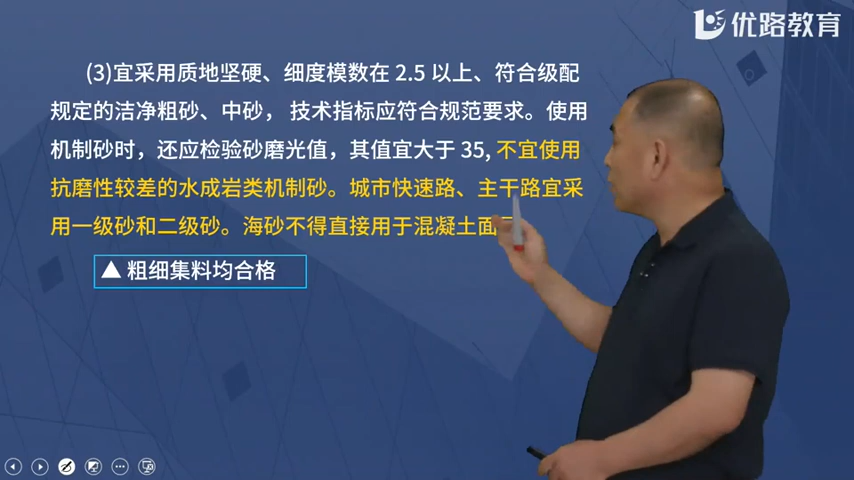 优路教育
(3)宜采用质地坚硬、细度模数在 2.5 以上、符合级配
规定的洁净粗砂、中砂， 技术指标应符合规范要求。使用
机制砂时，还应检验砂磨光值，其值宜大于 35, 不宜使用
抗磨性较差的水成岩类机制砂。城市快速路、主干路宜采
用一级砂和二级砂。海砂不得直接用于混凝土面
▲ 粗细集料均合格